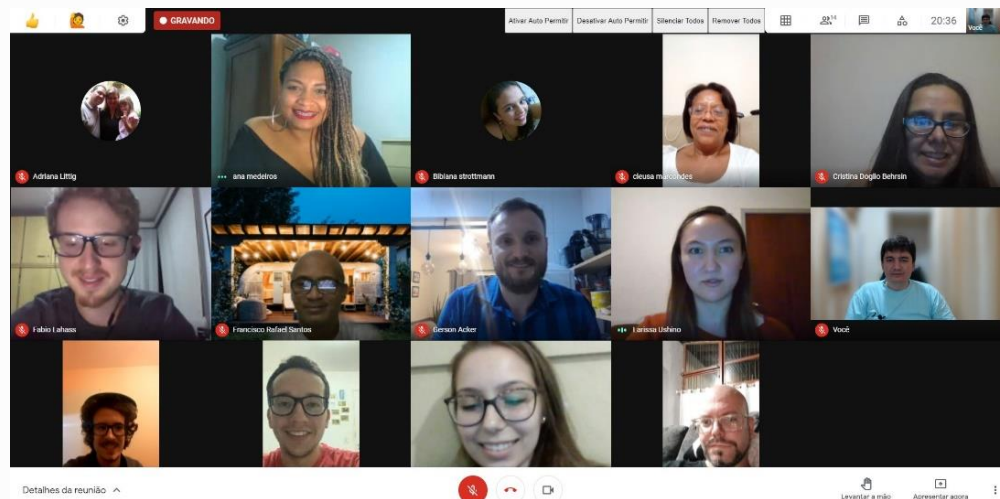 GRAVANDO
Ativar Auto Permitir Desativar Auto Permitir Silenciar Todos Remover Todos
14
20:36
Você
Adriana Littig
ana medeiros
Bibiana strottmann
cleusa marcondes
Cristina Doglio Behrsin
Fabio Lahass
Francisco Rafael Santos
Gerson Acker
Larissa Ushino
Você
Detalhes da reunião
Levantar a mão
Apresentar agora